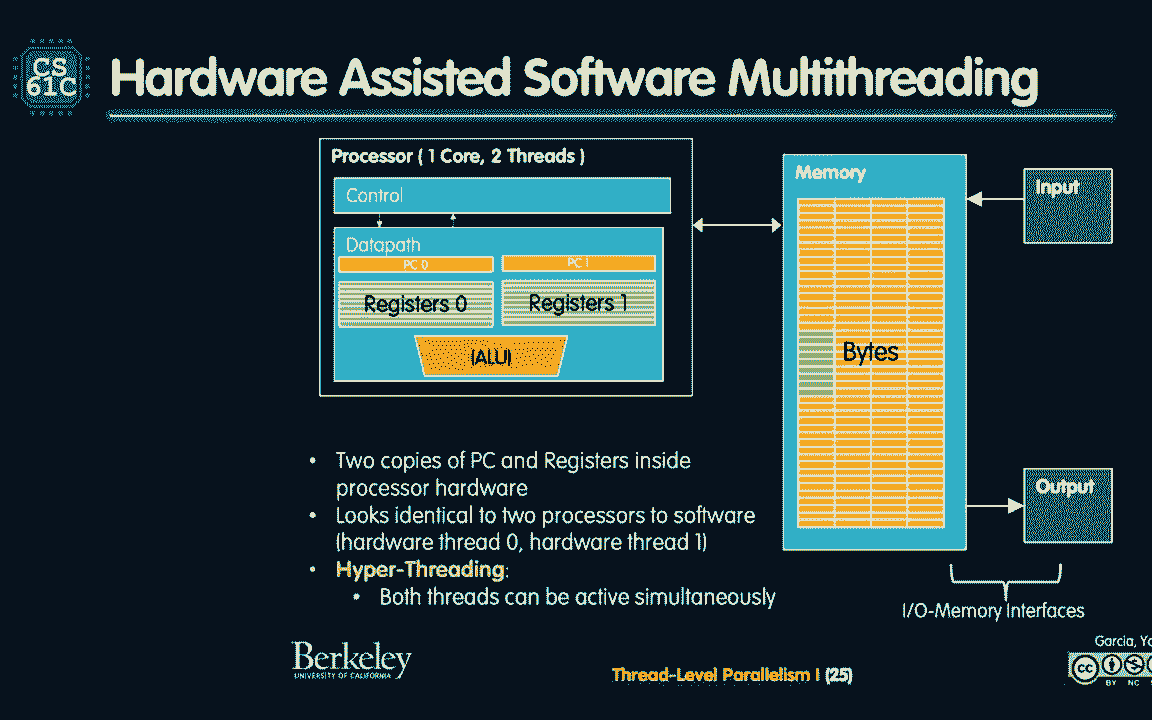 CS
61C
Hardware Assisted Software Multithreading
Processor ( 1 Core, 2 Threads )
Control
Datapath
PC 0
PC 1
Registers 0
Registers 1
(ALU)
Memory
Bytes
Input
Output
I/O-Memory Interfaces
• Two copies of PC and Registers inside
processor hardware
• Looks identical to two processors to software
(hardware thread 0, hardware thread 1)
• Hyper-Threading:
• Both threads can be active simultaneously
Berkeley
UNIVERSITY OF CALIFORNIA
Thread-Level Parallelism I (25)
Garcia,
cc
BY NC